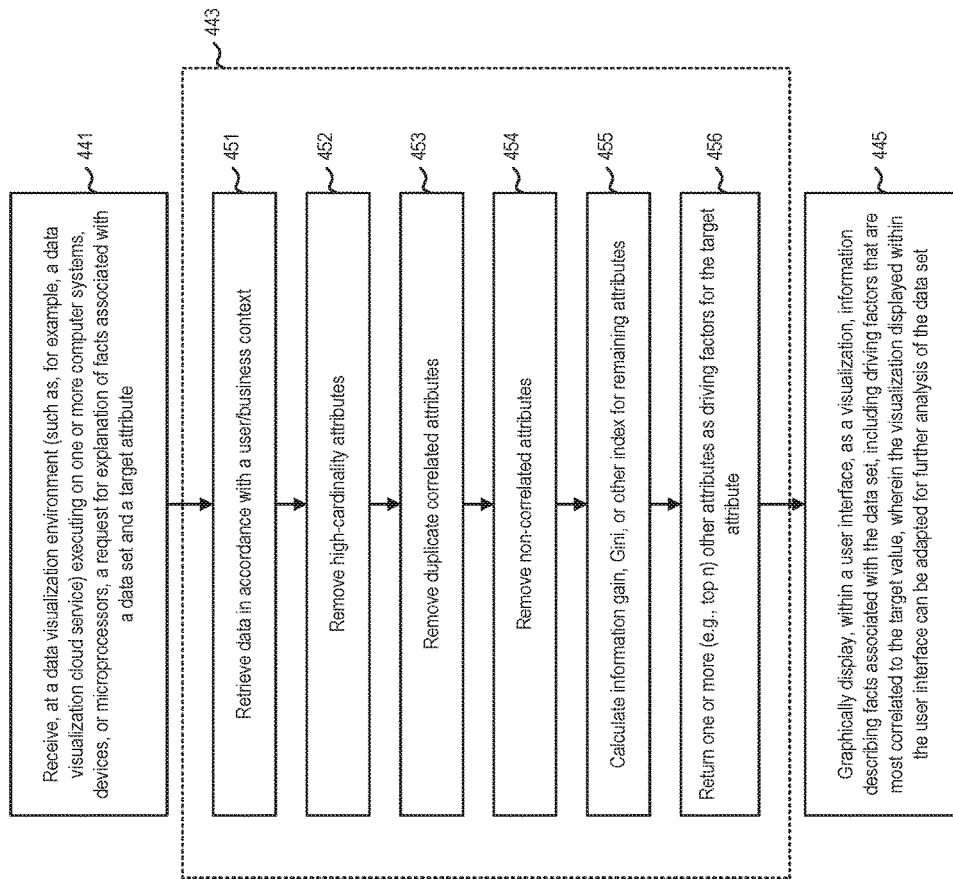 441
Receive, at a data visualization environment (such as, for example, a data
visualization cloud service) executing on one or more computer systems,
devices, or microprocessors, a request for explanation of facts associated with
a data set and a target attribute
443
451
Retrieve data in accordance with a user/business context
452
Remove high-cardinality attributes
453
Remove duplicate correlated attributes
454
Remove non-correlated attributes
455
Calculate information gain, Gini, or other index for remaining attributes
456
Return one or more (e.g., top n) other attributes as driving factors for the target
attribute
445
Graphically display, within a user interface, as a visualization, information
describing facts associated with the data set, including driving factors that are
most correlated to the target value, wherein the visualization displayed within
the user interface can be adapted for further analysis of the data set